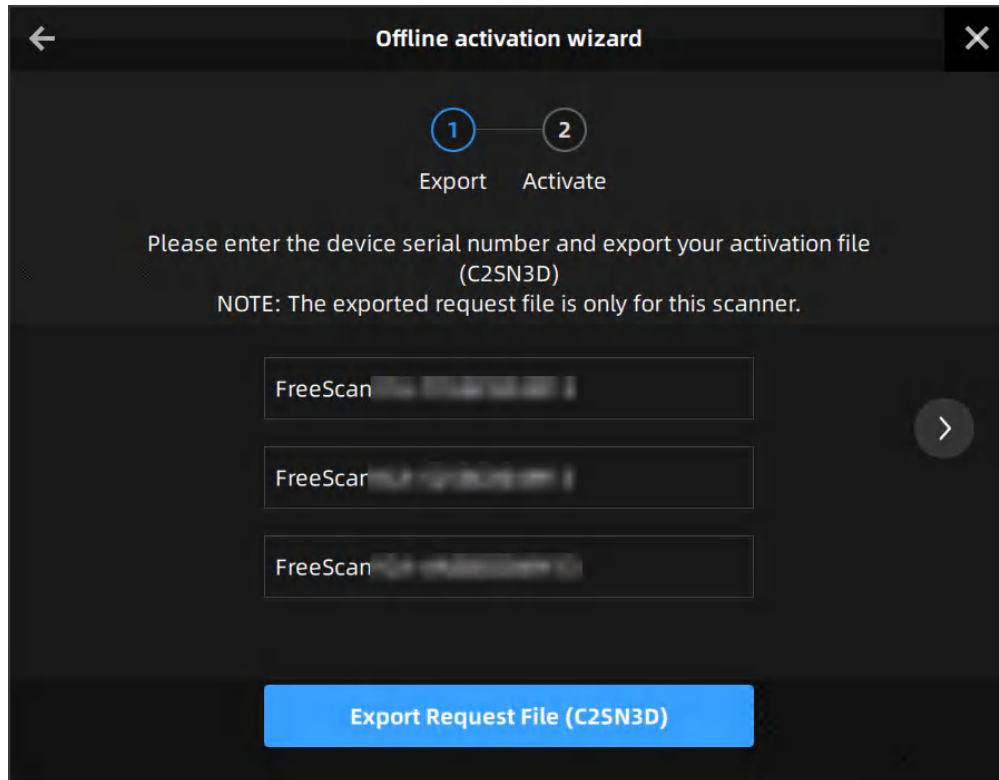 Offline activation wizard
1 2
Export Activate
Please enter the device serial number and export your activation file
(C2SN3D)
NOTE: The exported request file is only for this scanner.
FreeScan
FreeScan
FreeScan
Export Request File (C2SN3D)